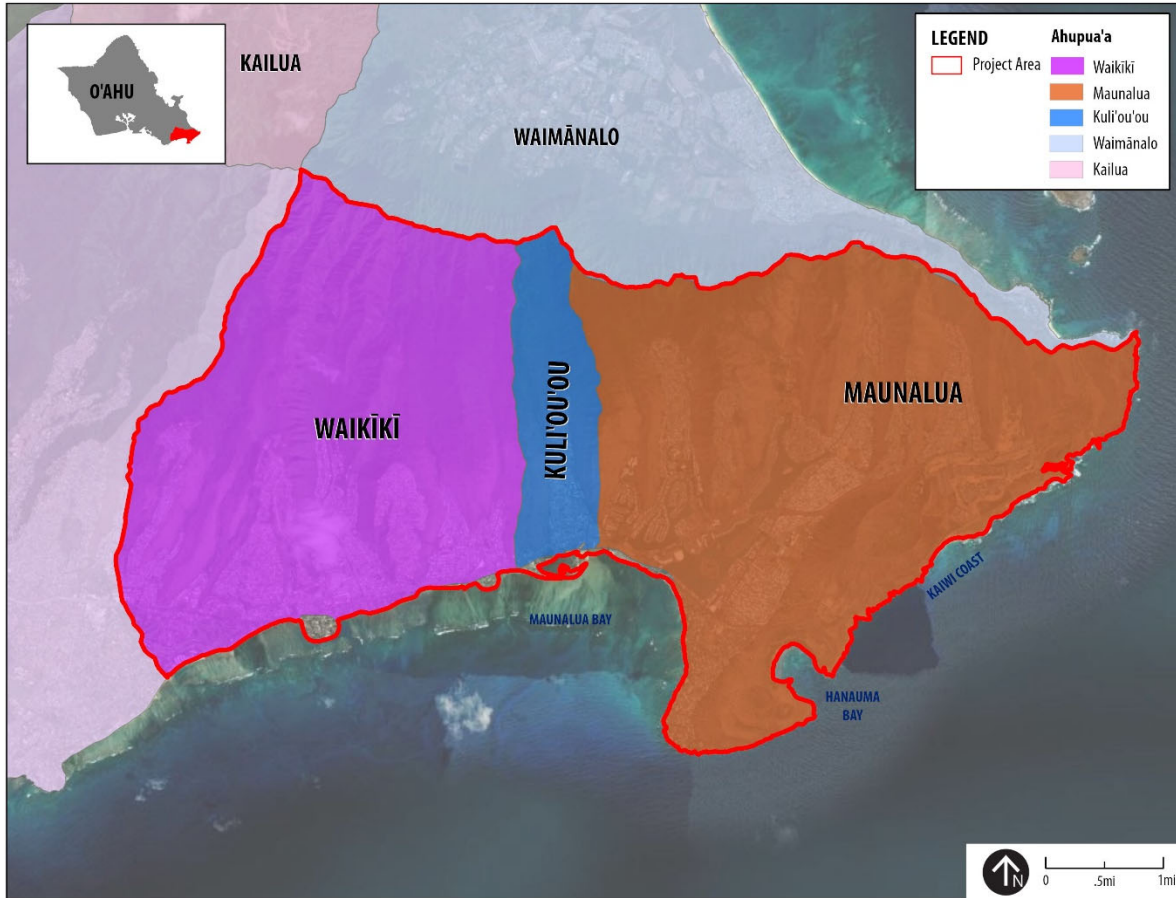 KAILUA
O'AHU
WAIMĀNALO
LEGEND
Project Area
Ahupua'a
Waikīkī
Maunalua
Kuli'ou'ou
Waimānalo
Kailua
WAIKĪKĪ
KULI'OU'OU
MAUNALUA
MAUNALUA BAY
KAIWI COAST
HANAUMA
BAY
N
0 .5mi 1mi